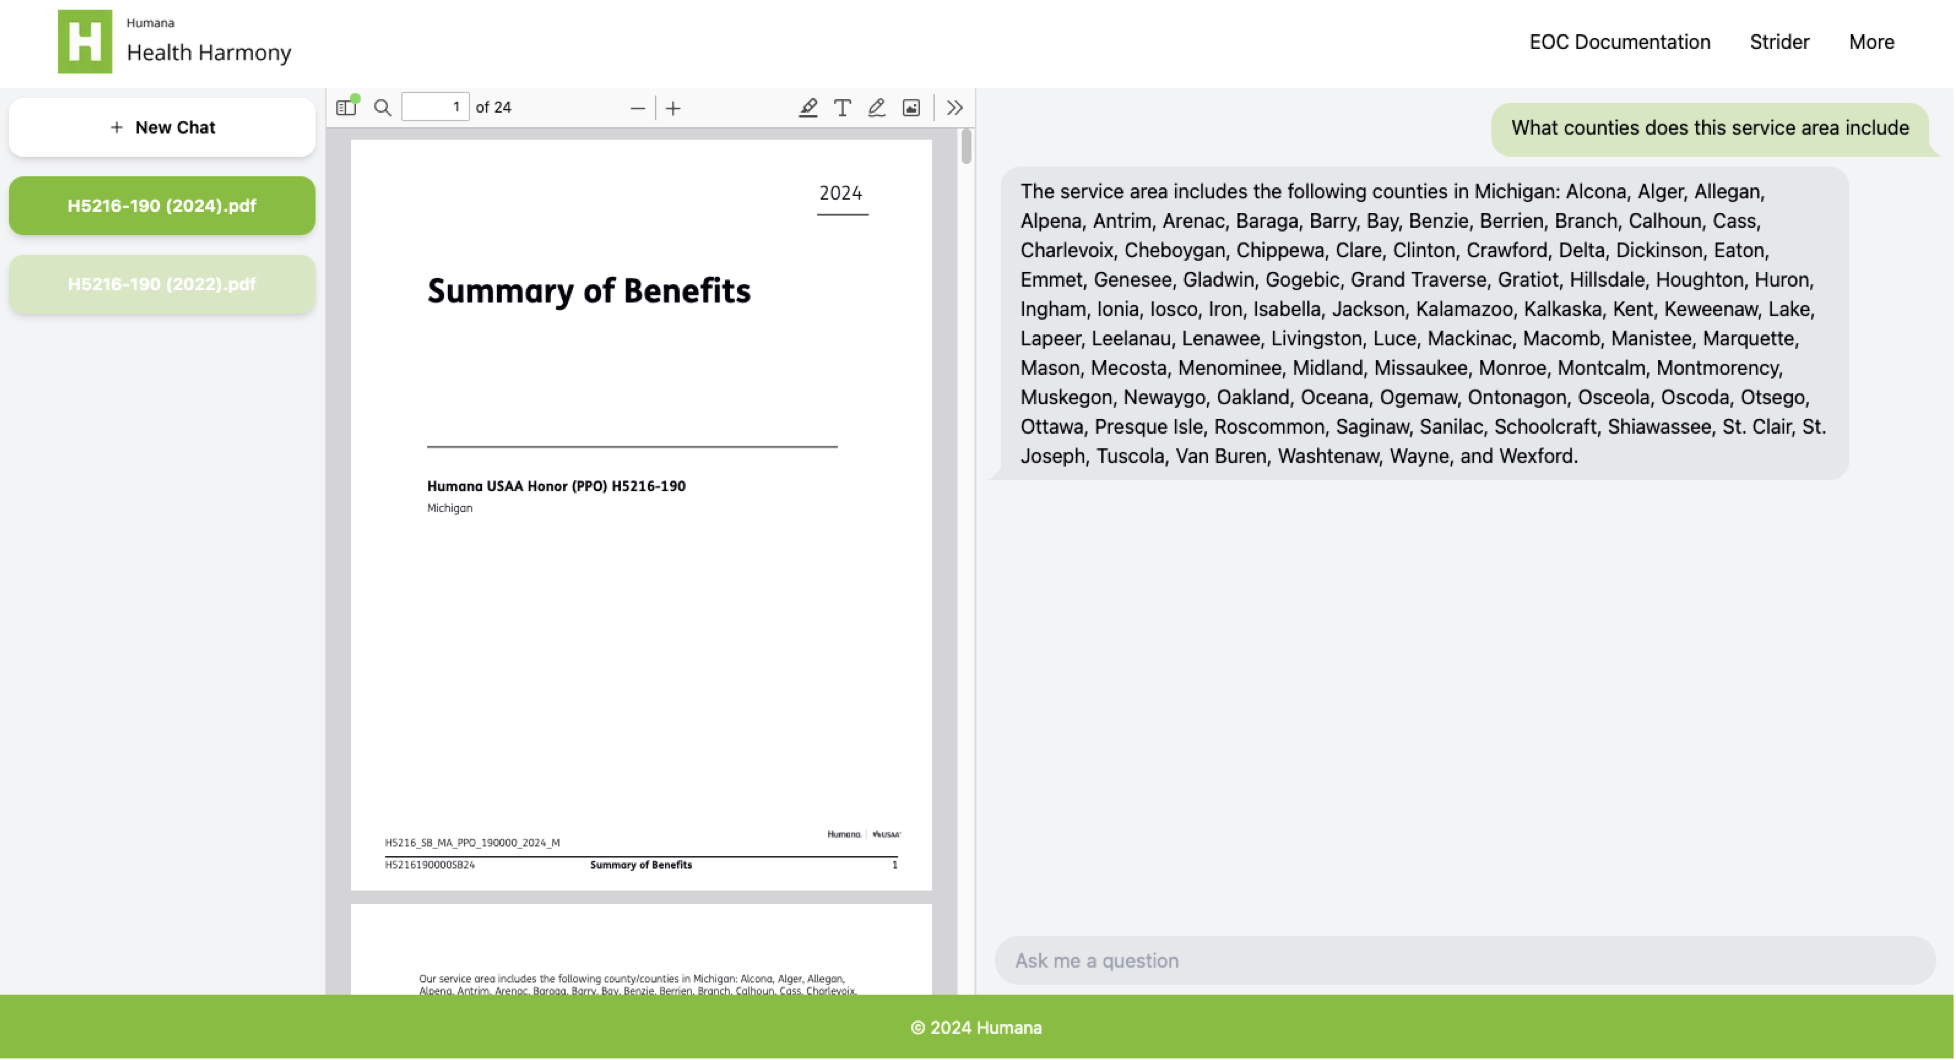 H
Humana
Health Harmony
EOC Documentation
Strider
More
+ New Chat
H5216-190 (2024).pdf
H5216-190 (2022).pdf
1 of 24
2024
Summary of Benefits
Humana USAA Honor (PPO) H5216-190
Michigan
Humana. USAA
H5216_SB_MA_PPO_190000_2024_M
H5216190000SB24 Summary of Benefits 1
Our service area includes the following county/counties in Michigan: Alcona, Alger, Allegan,
Alpena, Antrim, Arenac, Baraga, Barry, Bay, Benzie, Berrien, Branch, Calhoun, Cass, Charlevoix,
What counties does this service area include
The service area includes the following counties in Michigan: Alcona, Alger, Allegan,
Alpena, Antrim, Arenac, Baraga, Barry, Bay, Benzie, Berrien, Branch, Calhoun, Cass,
Charlevoix, Cheboygan, Chippewa, Clare, Clinton, Crawford, Delta, Dickinson, Eaton,
Emmet, Genesee, Gladwin, Gogebic, Grand Traverse, Gratiot, Hillsdale, Houghton, Huron,
Ingham, Ionia, Iosco, Iron, Isabella, Jackson, Kalamazoo, Kalkaska, Kent, Keweenaw, Lake,
Lapeer, Leelanau, Lenawee, Livingston, Luce, Mackinac, Macomb, Manistee, Marquette,
Mason, Mecosta, Menominee, Midland, Missaukee, Monroe, Montcalm, Montmorency,
Muskegon, Newaygo, Oakland, Oceana, Ogemaw, Ontonagon, Osceola, Oscoda, Otsego,
Ottawa, Presque Isle, Roscommon, Saginaw, Sanilac, Schoolcraft, Shiawassee, St. Clair, St.
Joseph, Tuscola, Van Buren, Washtenaw, Wayne, and Wexford.
Ask me a question
© 2024 Humana